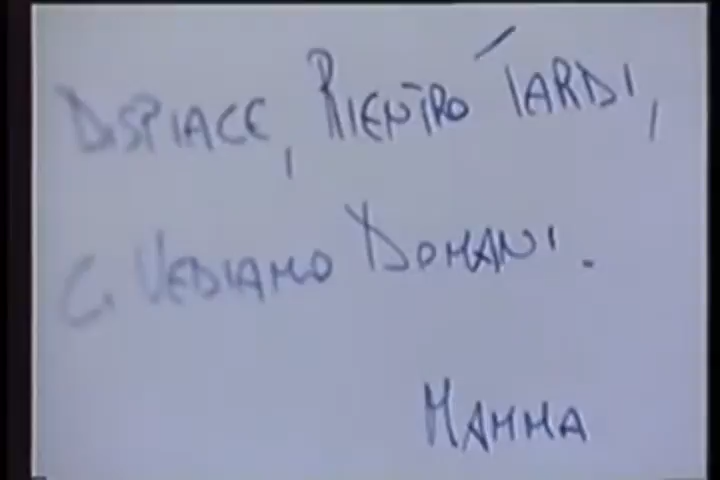 DiSPiACE, RiENTRO TARDi,
Ci VEDiAMO DOMANi.
MAMMA